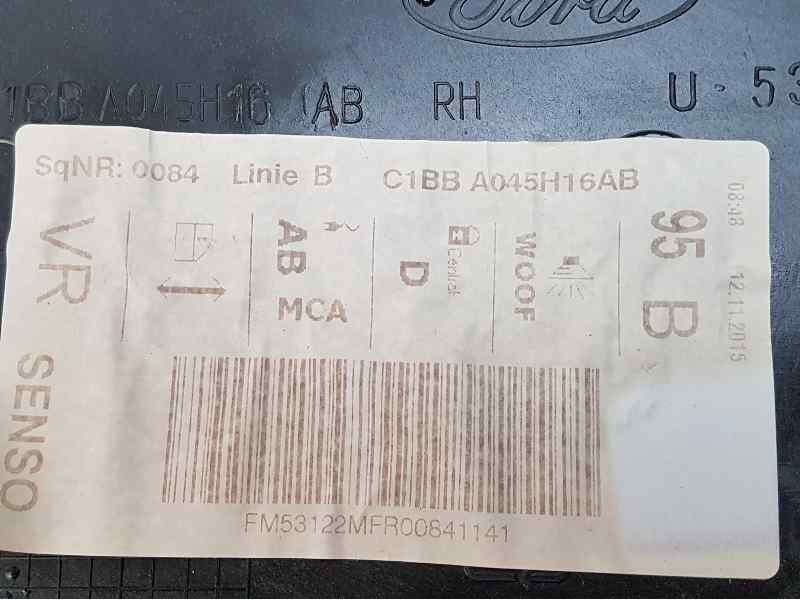 Ford
1BB A045H16 AB RH U-53
SqNR: 0084 Linie B C1BB A045H16AB
VR
SENSO
AB
MCA
D
Zentral
WOOF
95 B
08:48 12.11.2015
FM53122MFR00841141